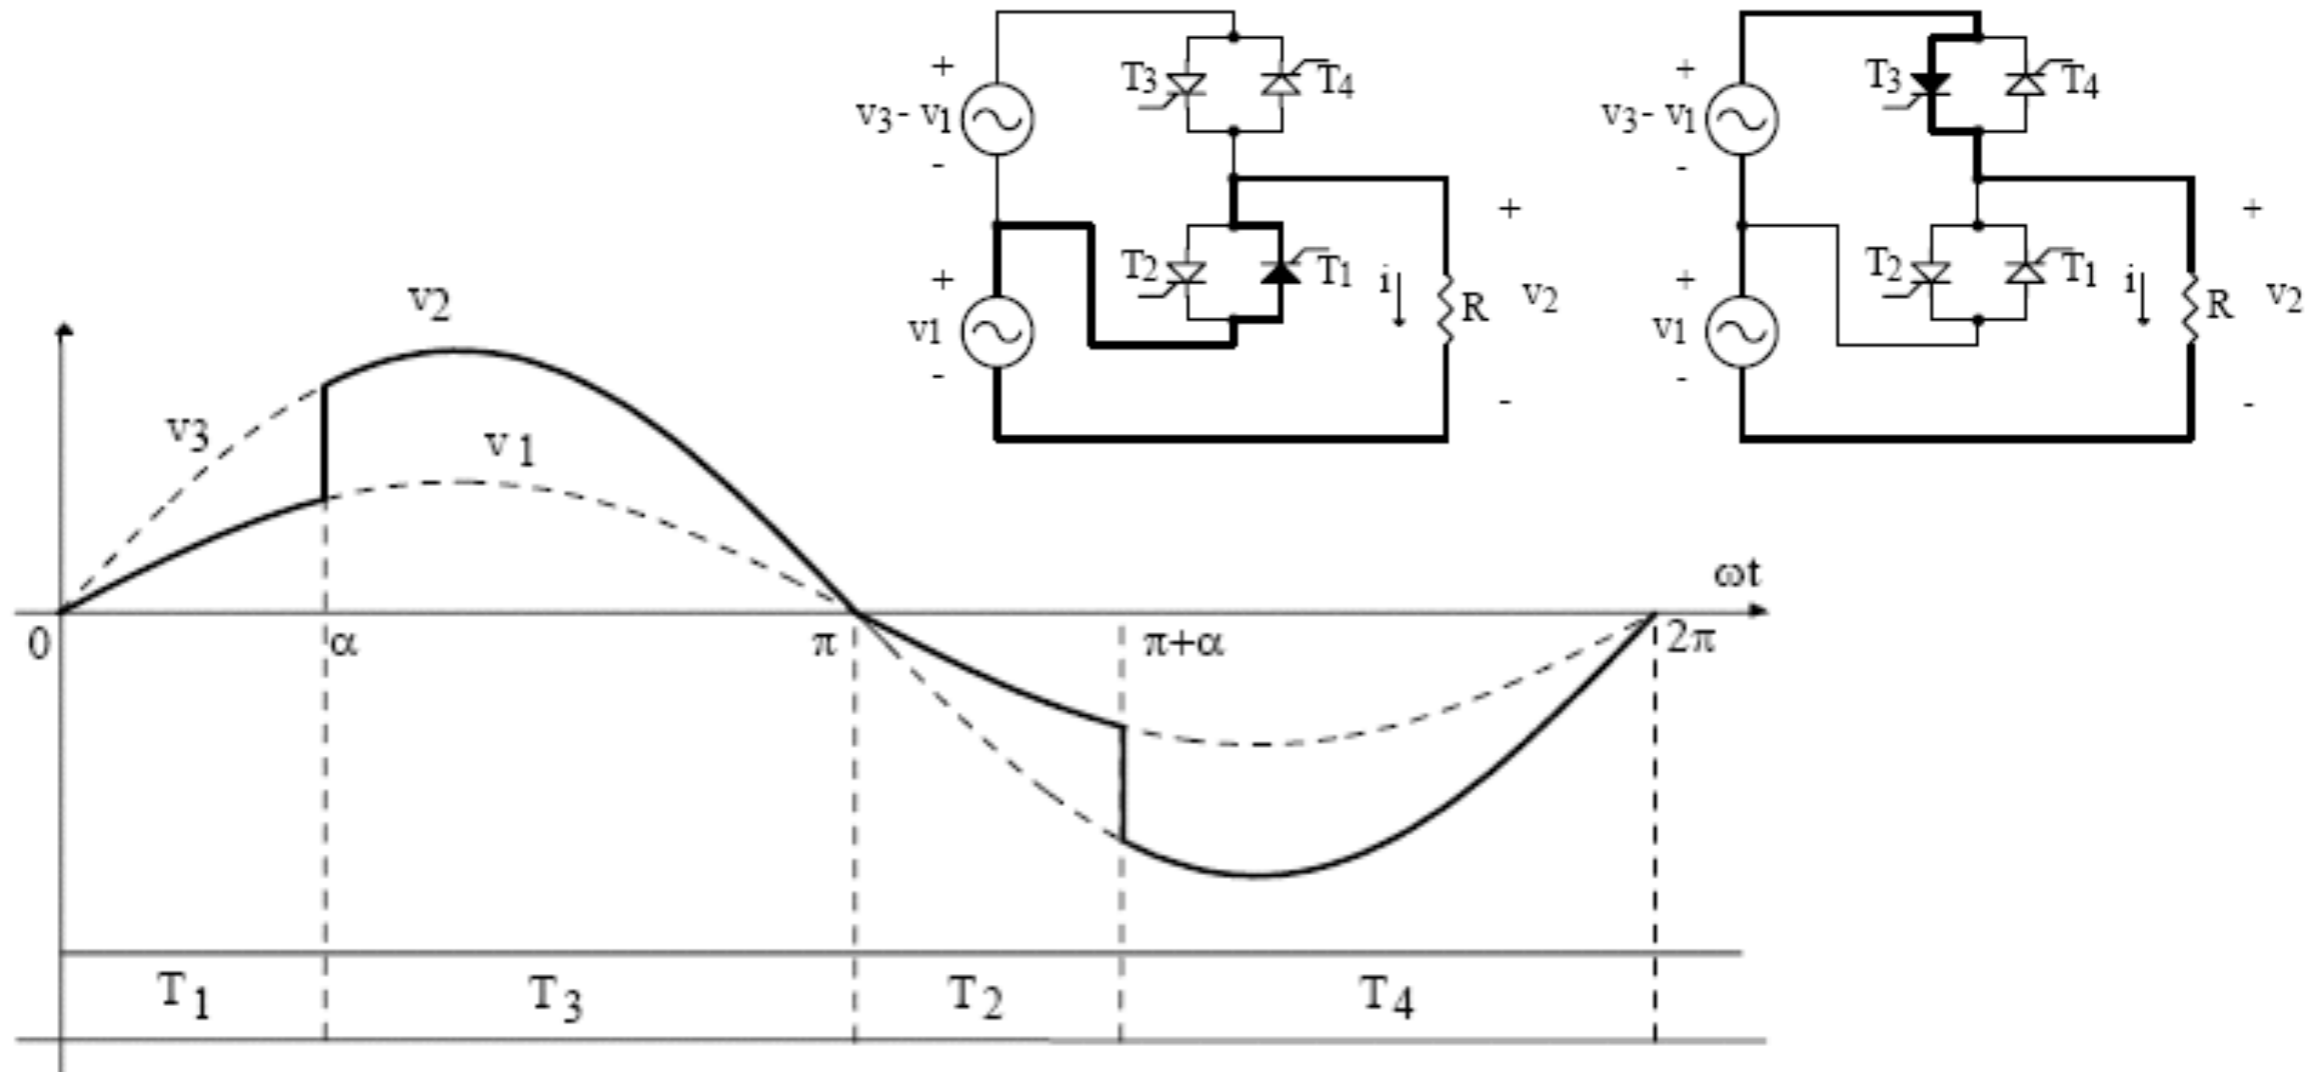 +
T3
T4
v3- v1
-
+
T2
T1
i
R
v2
v1
-
-
+
+
T3
T4
v3- v1
-
+
T2
T1
i
R
v2
v1
-
-
+
v2
v3
v1
ωt
0
α
π
π+α
2π
T1
T3
T2
T4